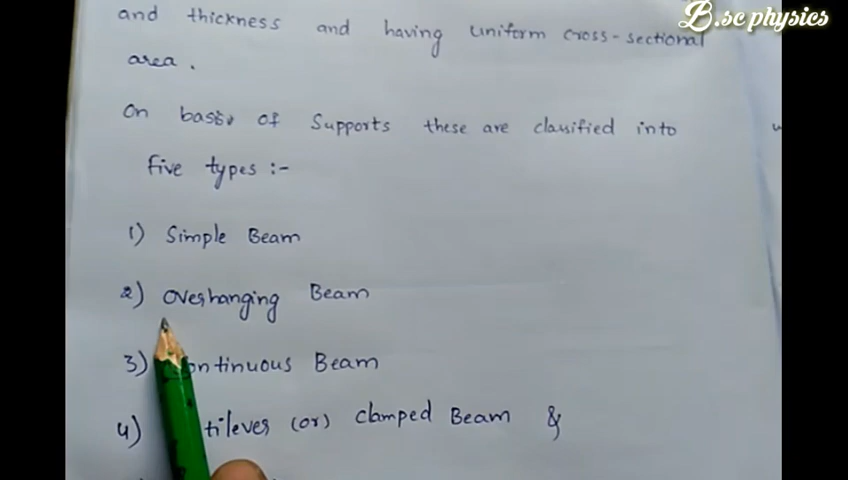 B.sc physics
and thickness and having uniform cross-sectional
area.
On basis of Supports these are classified into
five types :-
1) Simple Beam
2) Overhanging Beam
3) ontinuous Beam
4) tilever (or) clamped Beam &